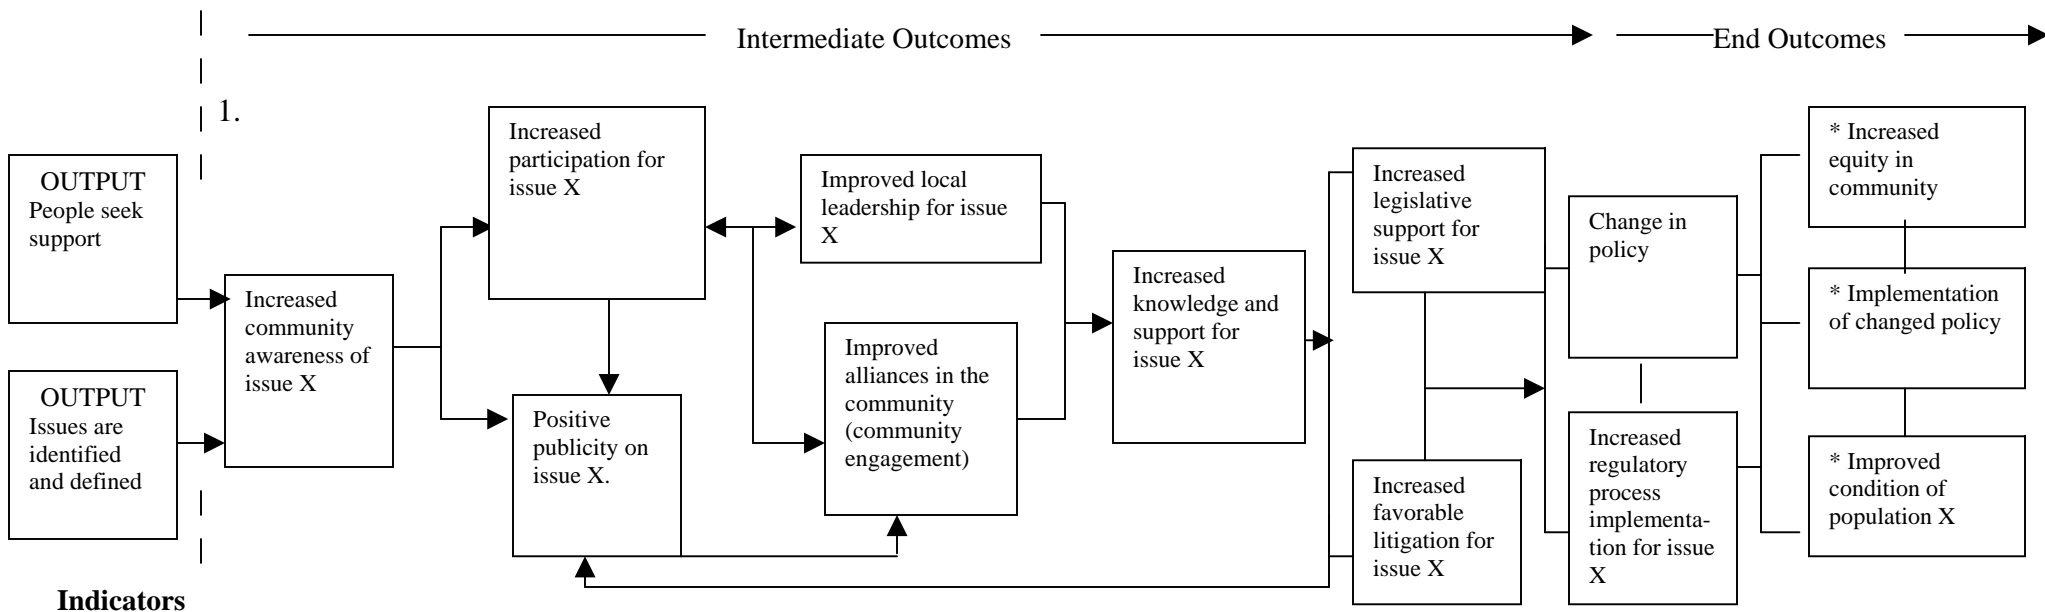 Intermediate Outcomes
End Outcomes
1.
OUTPUT
People seek
support
OUTPUT
Issues are
identified
and defined
Increased
community
awareness of
issue X
Increased
participation for
issue X
Positive
publicity on
issue X.
Improved local
leadership for issue
X
Improved
alliances in the
community
(community
engagement)
Increased
knowledge and
support for
issue X
Increased
legislative
support for
issue X
Increased
favorable
litigation for
issue X
Change in
policy
Increased
regulatory
process
implementa-
tion for issue
X
* Increased
equity in
community
* Implementation
of changed policy
* Improved
condition of
population X
Indicators